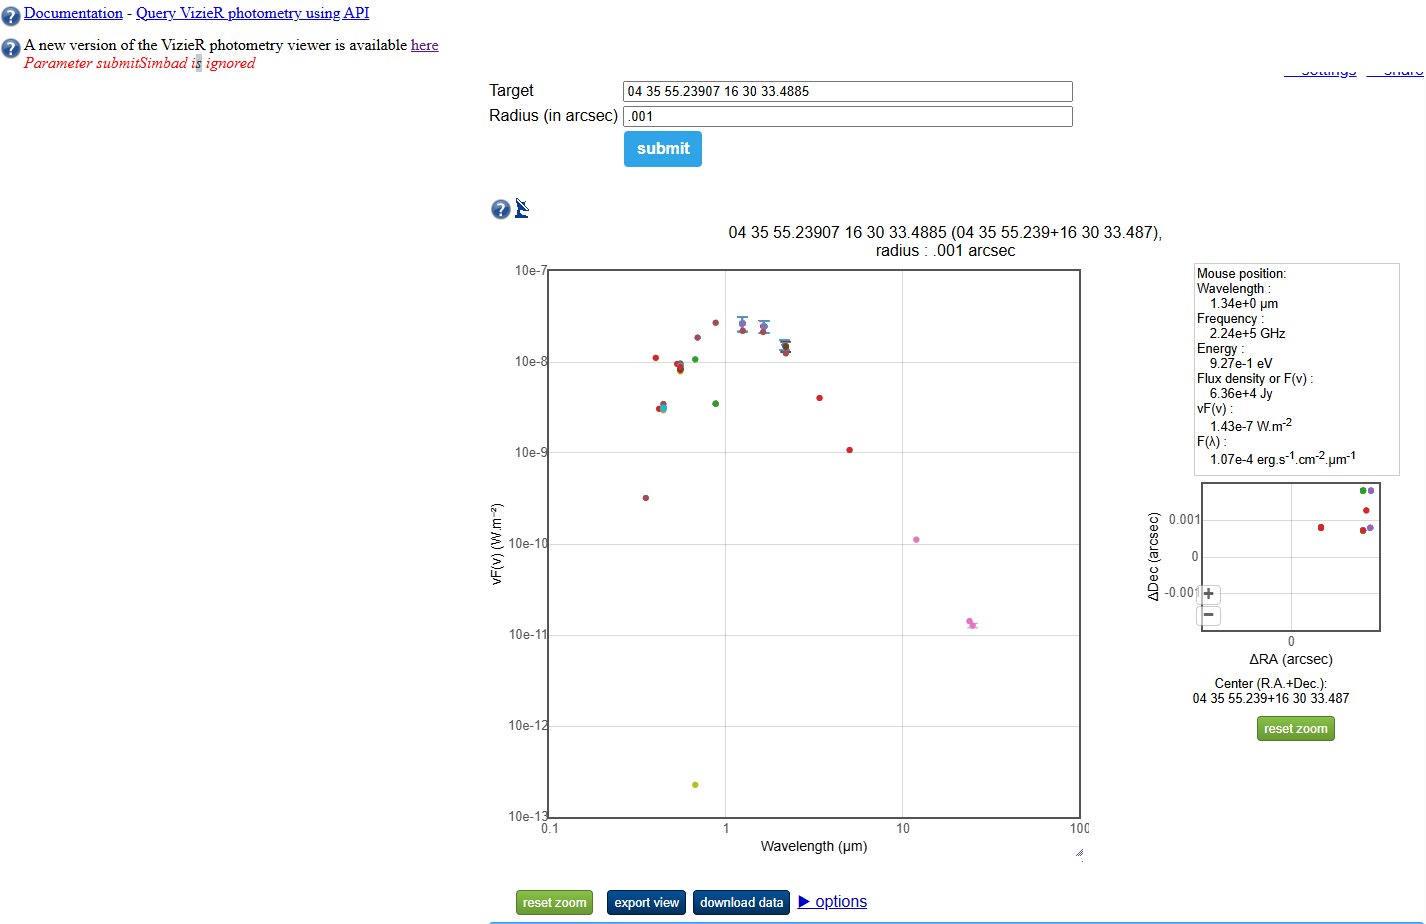 Documentation - Query VizieR photometry using API
A new version of the VizieR photometry viewer is available here
Parameter submitSimbad is ignored
settings share
Target 04 35 55.23907 16 30 33.4885
Radius (in arcsec) .001
submit
04 35 55.23907 16 30 33.4885 (04 35 55.239+16 30 33.487),
radius : .001 arcsec
10e-7
10e-8
10e-9
10e-10
10e-11
10e-12
10e-13
νF(ν) (W.m⁻²)
0.1 1 10 100
Wavelength (μm)
Mouse position:
Wavelength :
1.34e+0 μm
Frequency :
2.24e+5 GHz
Energy :
9.27e-1 eV
Flux density or F(ν) :
6.36e+4 Jy
νF(ν) :
1.43e-7 W.m⁻²
F(λ) :
1.07e-4 erg.s⁻¹.cm⁻².μm⁻¹
ΔDec (arcsec)
0.001
0
-0.001
+
−
0
ΔRA (arcsec)
Center (R.A.+Dec.):
04 35 55.239+16 30 33.487
reset zoom
reset zoom export view download data ▶ options